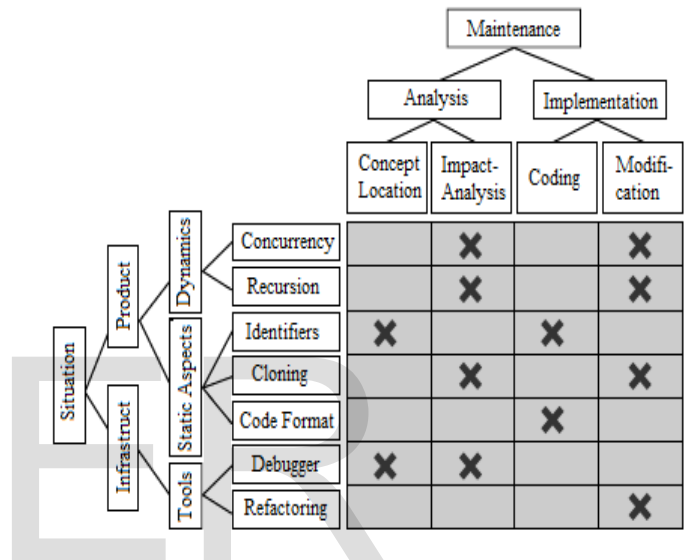 Maintenance
Analysis
Implementation
Concept
Location
Impact-
Analysis
Coding
Modifi-
cation
Situation
Product
Infrastruct
Dynamics
Static Aspects
Tools
Concurrency
Recursion
Identifiers
Cloning
Code Format
Debugger
Refactoring
ER